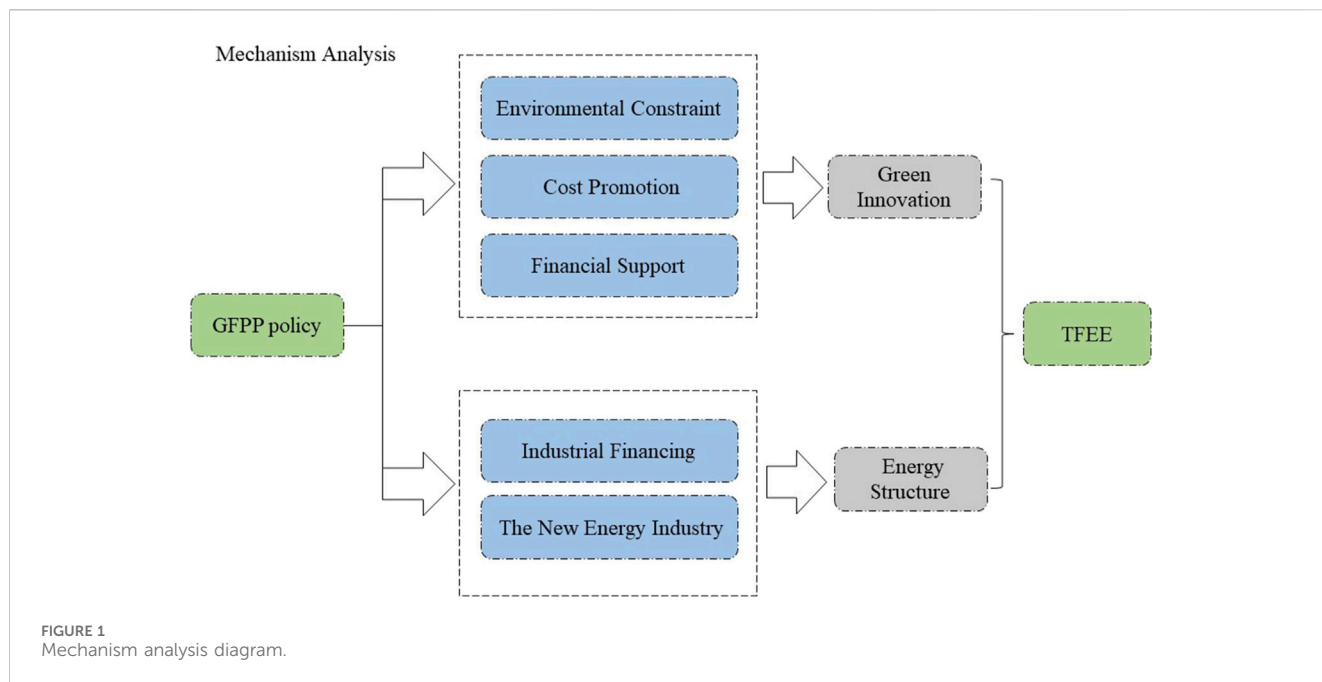 Mechanism Analysis
Environmental Constraint
Cost Promotion
Financial Support
Green
Innovation
GFPP policy
TFEE
Industrial Financing
The New Energy Industry
Energy
Structure
FIGURE 1
Mechanism analysis diagram.